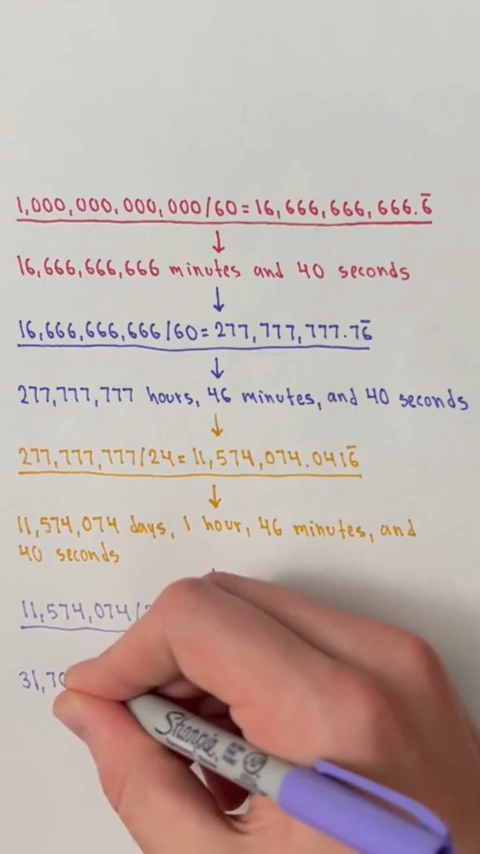 1,000,000,000,000/60=16,666,666,666.6̅
16,666,666,666 minutes and 40 seconds
16,666,666,666/60=277,777,777.76̅
277,777,777 hours, 46 minutes, and 40 seconds
277,777,777/24=11,574,074.0416̅
11,574,074 days, 1 hour, 46 minutes, and
40 seconds
11,574,074/
31,70
Sharpie